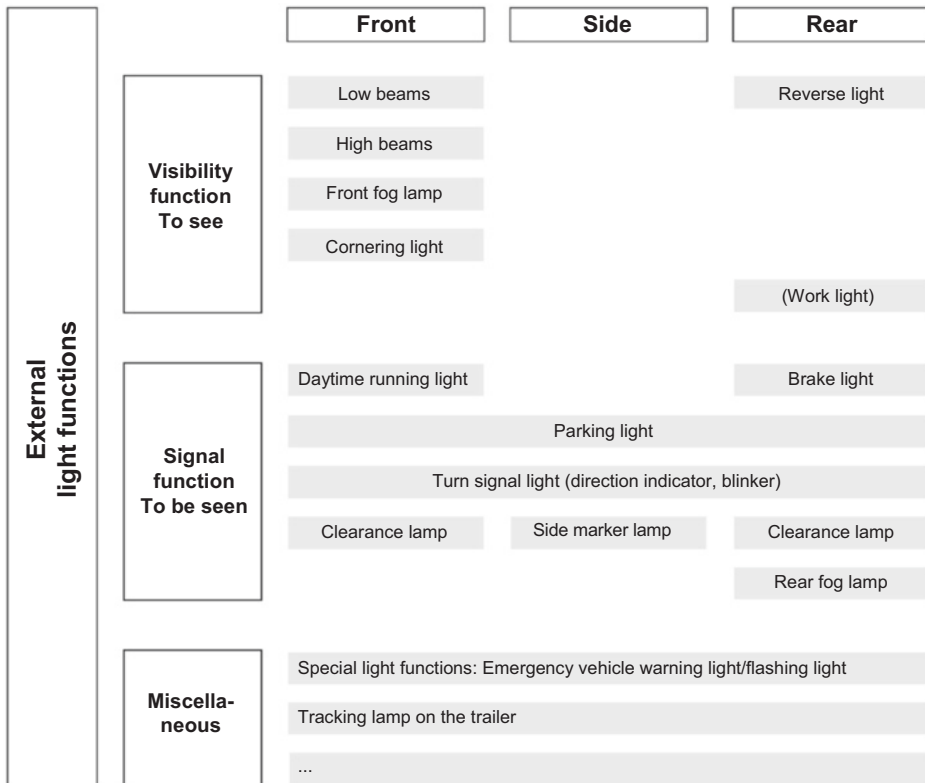 Front
Side
Rear
External
light functions
Visibility
function
To see
Low beams
Reverse light
High beams
Front fog lamp
Cornering light
(Work light)
Signal
function
To be seen
Daytime running light
Brake light
Parking light
Turn signal light (direction indicator, blinker)
Clearance lamp
Side marker lamp
Clearance lamp
Rear fog lamp
Miscella-
neous
Special light functions: Emergency vehicle warning light/flashing light
Tracking lamp on the trailer
...